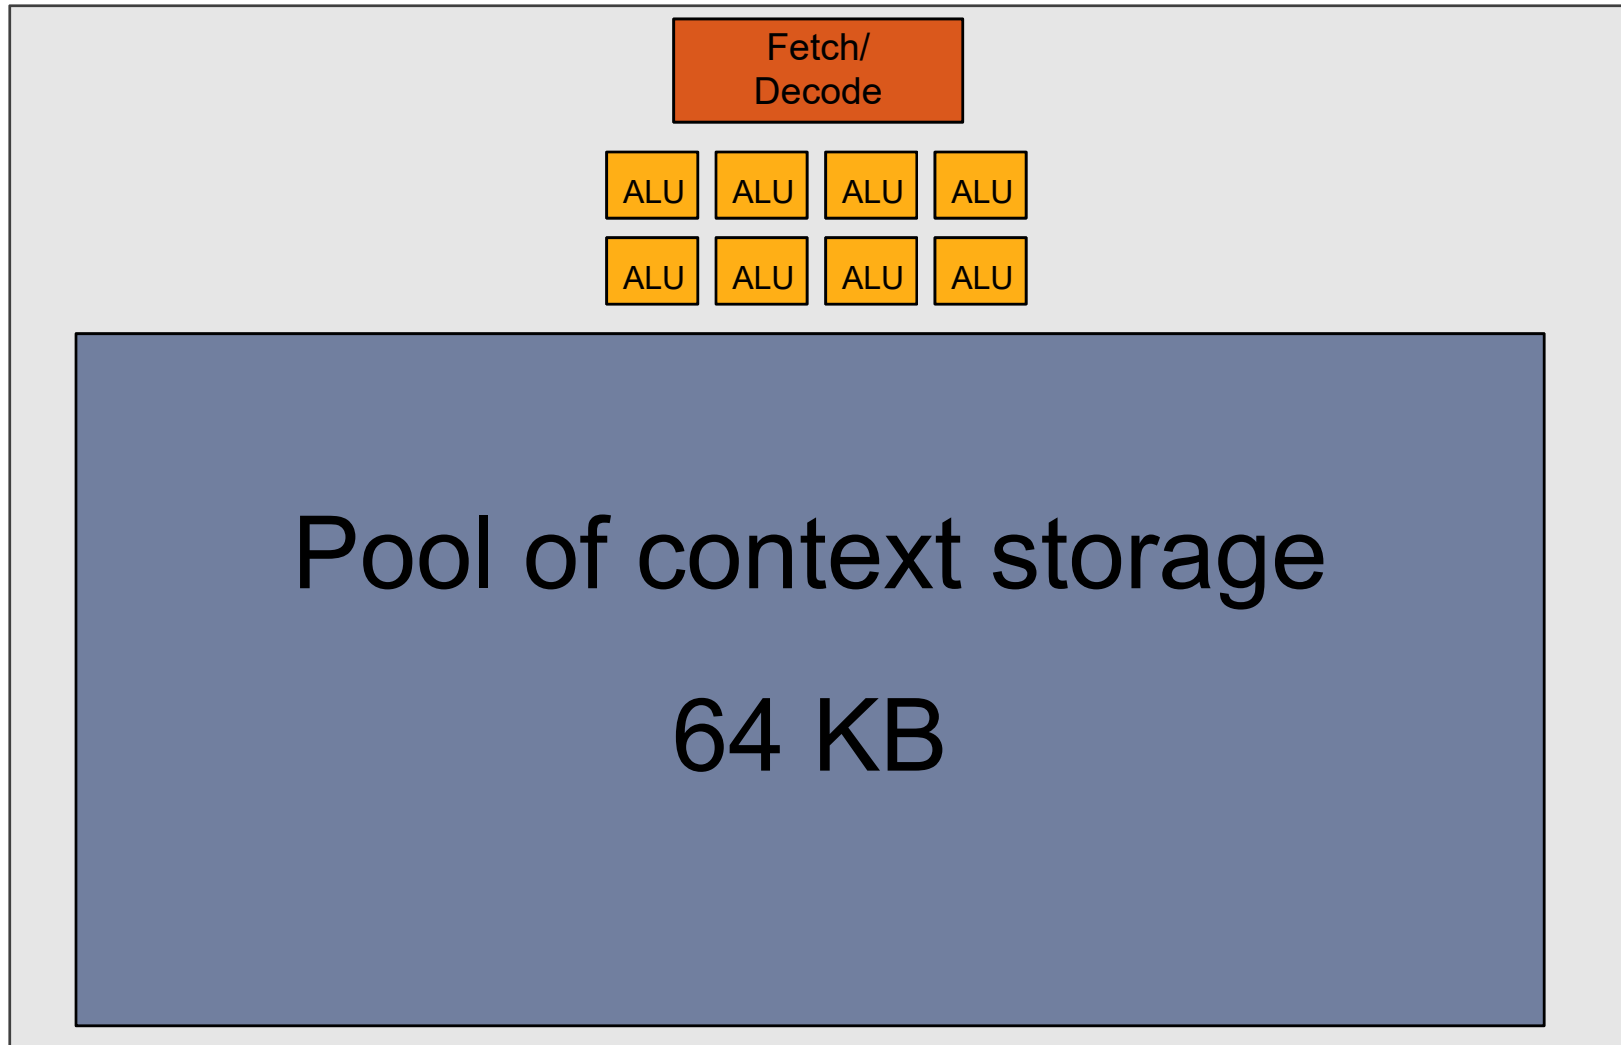 Fetch/
Decode
ALU ALU ALU ALU
ALU ALU ALU ALU
Pool of context storage
64 KB